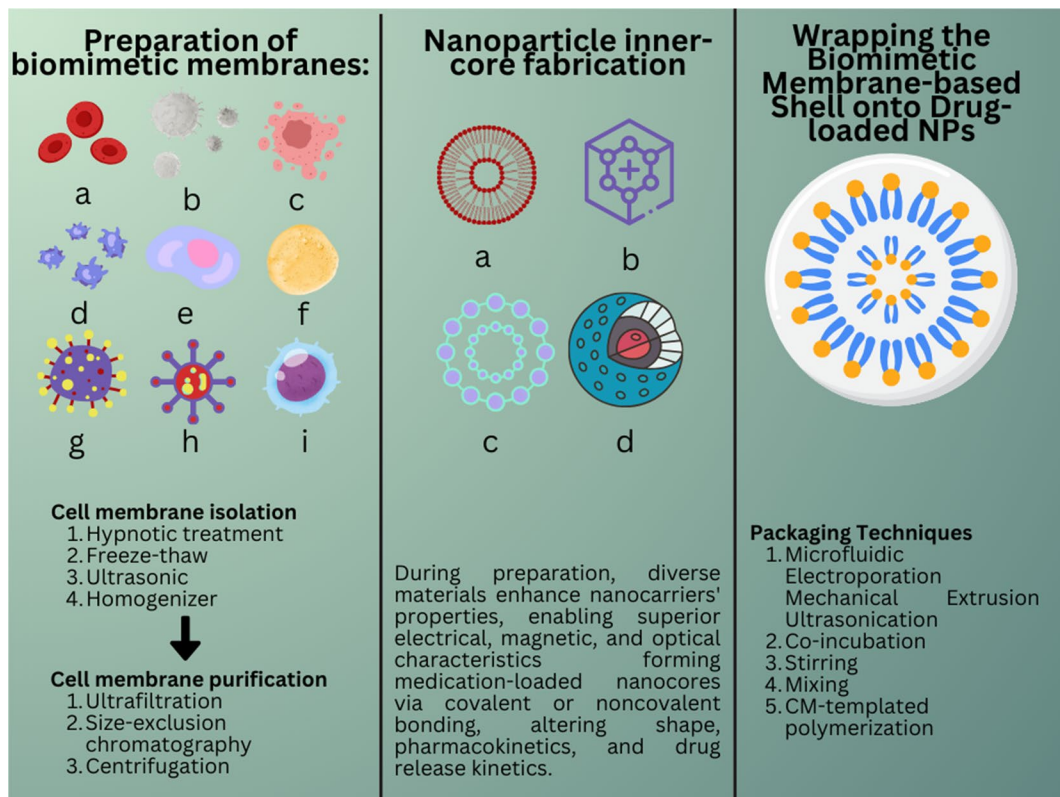 Preparation of
biomimetic membranes:
a
b
c
d
e
f
g
h
i
Cell membrane isolation
1. Hypnotic treatment
2. Freeze-thaw
3. Ultrasonic
4. Homogenizer
Cell membrane purification
1. Ultrafiltration
2. Size-exclusion
chromatography
3. Centrifugation
Nanoparticle inner-
core fabrication
a
b
c
d
During preparation, diverse
materials enhance nanocarriers'
properties, enabling superior
electrical, magnetic, and optical
characteristics forming
medication-loaded nanocores
via covalent or noncovalent
bonding, altering shape,
pharmacokinetics, and drug
release kinetics.
Wrapping the
Biomimetic
Membrane-based
Shell onto Drug-
loaded NPs
Packaging Techniques
1. Microfluidic
Electroporation
Mechanical Extrusion
Ultrasonication
2. Co-incubation
3. Stirring
4. Mixing
5. CM-templated
polymerization